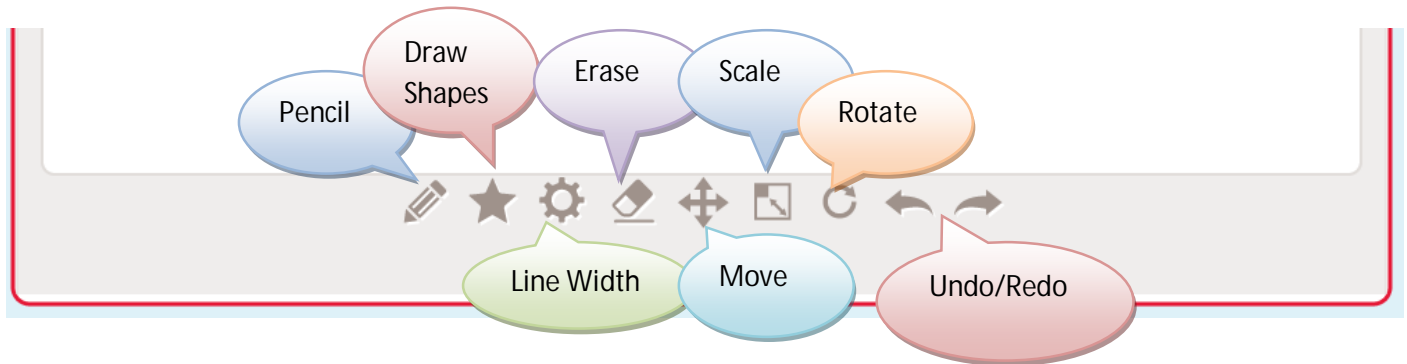 Draw
Shapes
Erase
Scale
Pencil
Rotate
Line Width
Move
Undo/Redo